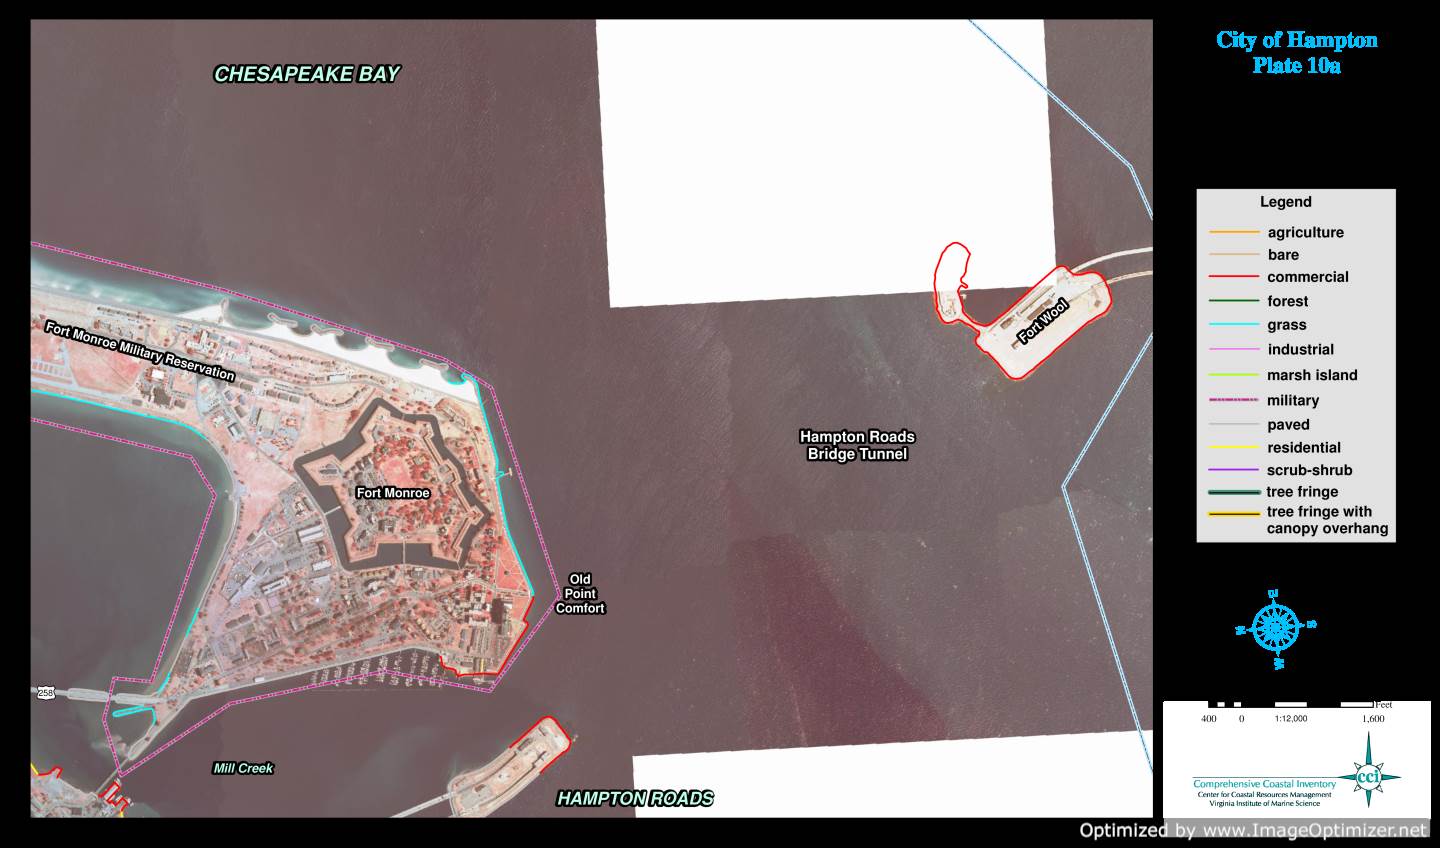 City of Hampton
Plate 10a
CHESAPEAKE BAY
Legend
agriculture
bare
commercial
forest
grass
industrial
marsh island
military
paved
residential
scrub-shrub
tree fringe
tree fringe with
canopy overhang
Fort Monroe Military Reservation
Fort Wool
Hampton Roads
Bridge Tunnel
Fort Monroe
Old
Point
Comfort
E
N
S
W
258
Mill Creek
HAMPTON ROADS
Feet
400 0 1:12,000 1,600
cci
Comprehensive Coastal Inventory
Center for Coastal Resources Management
Virginia Institute of Marine Science
Optimized by www.ImageOptimizer.net